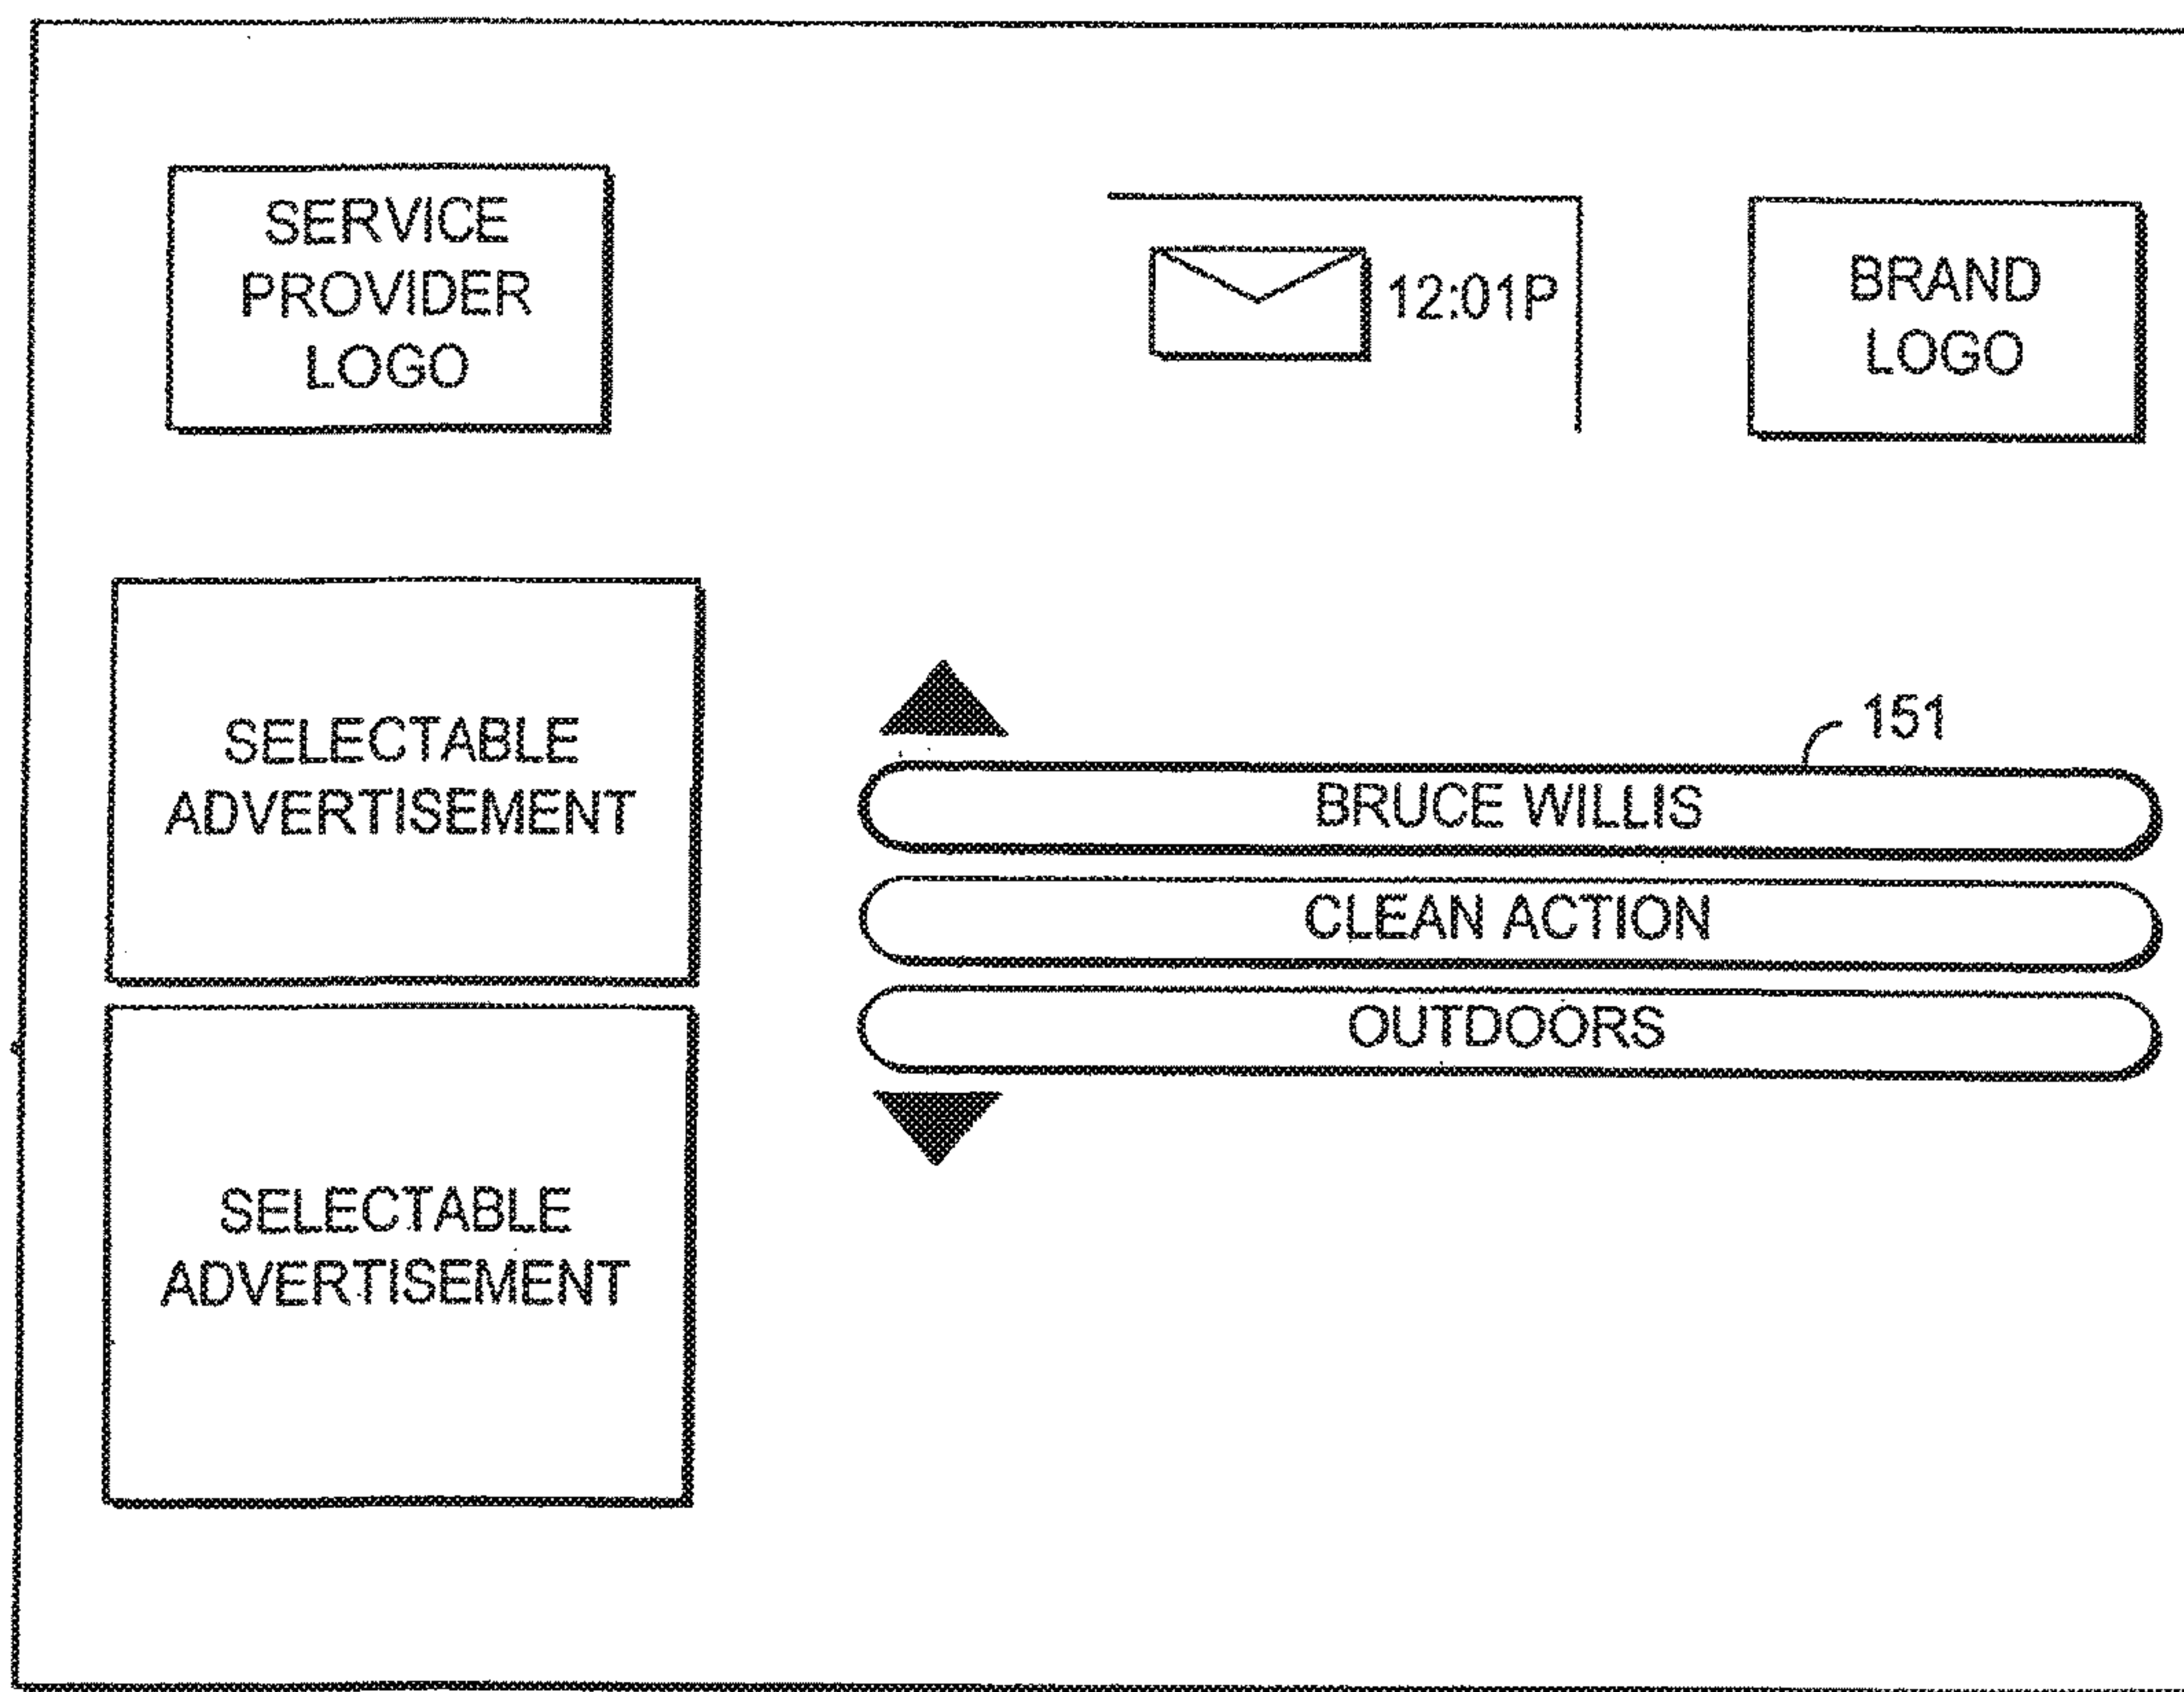 SERVICE
PROVIDER
LOGO
12:01P
BRAND
LOGO
SELECTABLE
ADVERTISEMENT
151
BRUCE WILLIS
CLEAN ACTION
OUTDOORS
SELECTABLE
ADVERTISEMENT